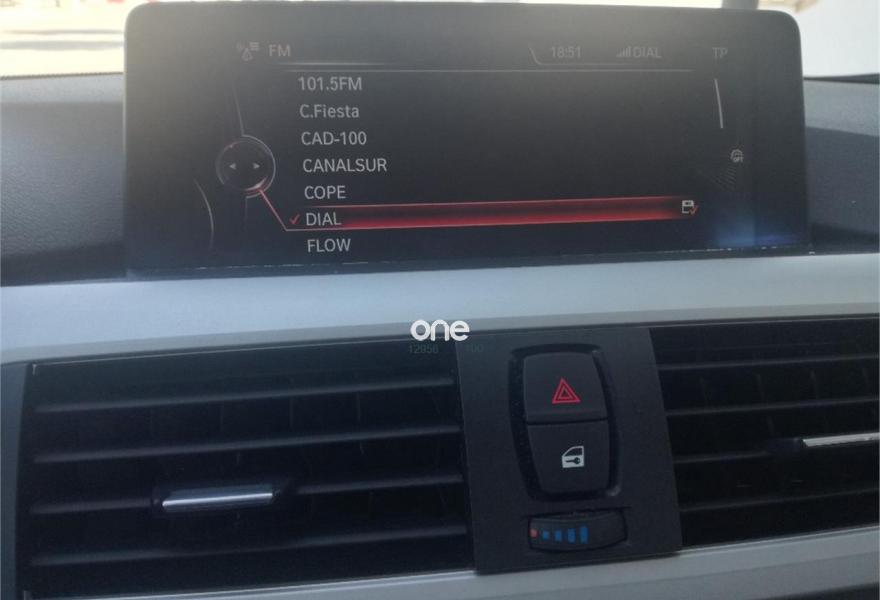 FM 18:51 DIAL TP
101.5FM
C.Fiesta
CAD-100
CANALSUR
COPE
DIAL
FLOW
one